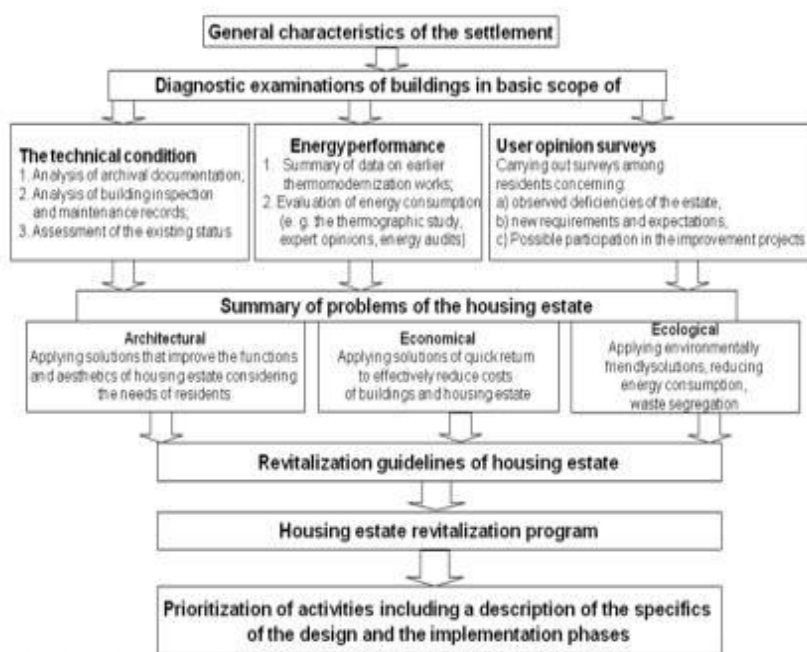 General characteristics of the settlement
Diagnostic examinations of buildings in basic scope of
The technical condition
1. Analysis of archival documentation;
2. Analysis of building inspection
and maintenance records;
3. Assessment of the existing status
Energy performance
1. Summary of data on earlier
thermomodernization works;
2. Evaluation of energy consumption
(e. g. the thermographic study,
expert opinions, energy audits)
User opinion surveys
Carrying out surveys among
residents concerning:
a) observed deficiencies of the estate,
b) new requirements and expectations,
c) Possible participation in the improvement projects
Summary of problems of the housing estate
Architectural
Applying solutions that improve the functions
and aesthetics of housing estate considering
the needs of residents
Economical
Applying solutions of quick return
to effectively reduce costs
of buildings and housing estate
Ecological
Applying environmentally
friendlysolutions, reducing
energy consumption,
waste segregation
Revitalization guidelines of housing estate
Housing estate revitalization program
Prioritization of activities including a description of the specifics
of the design and the implementation phases